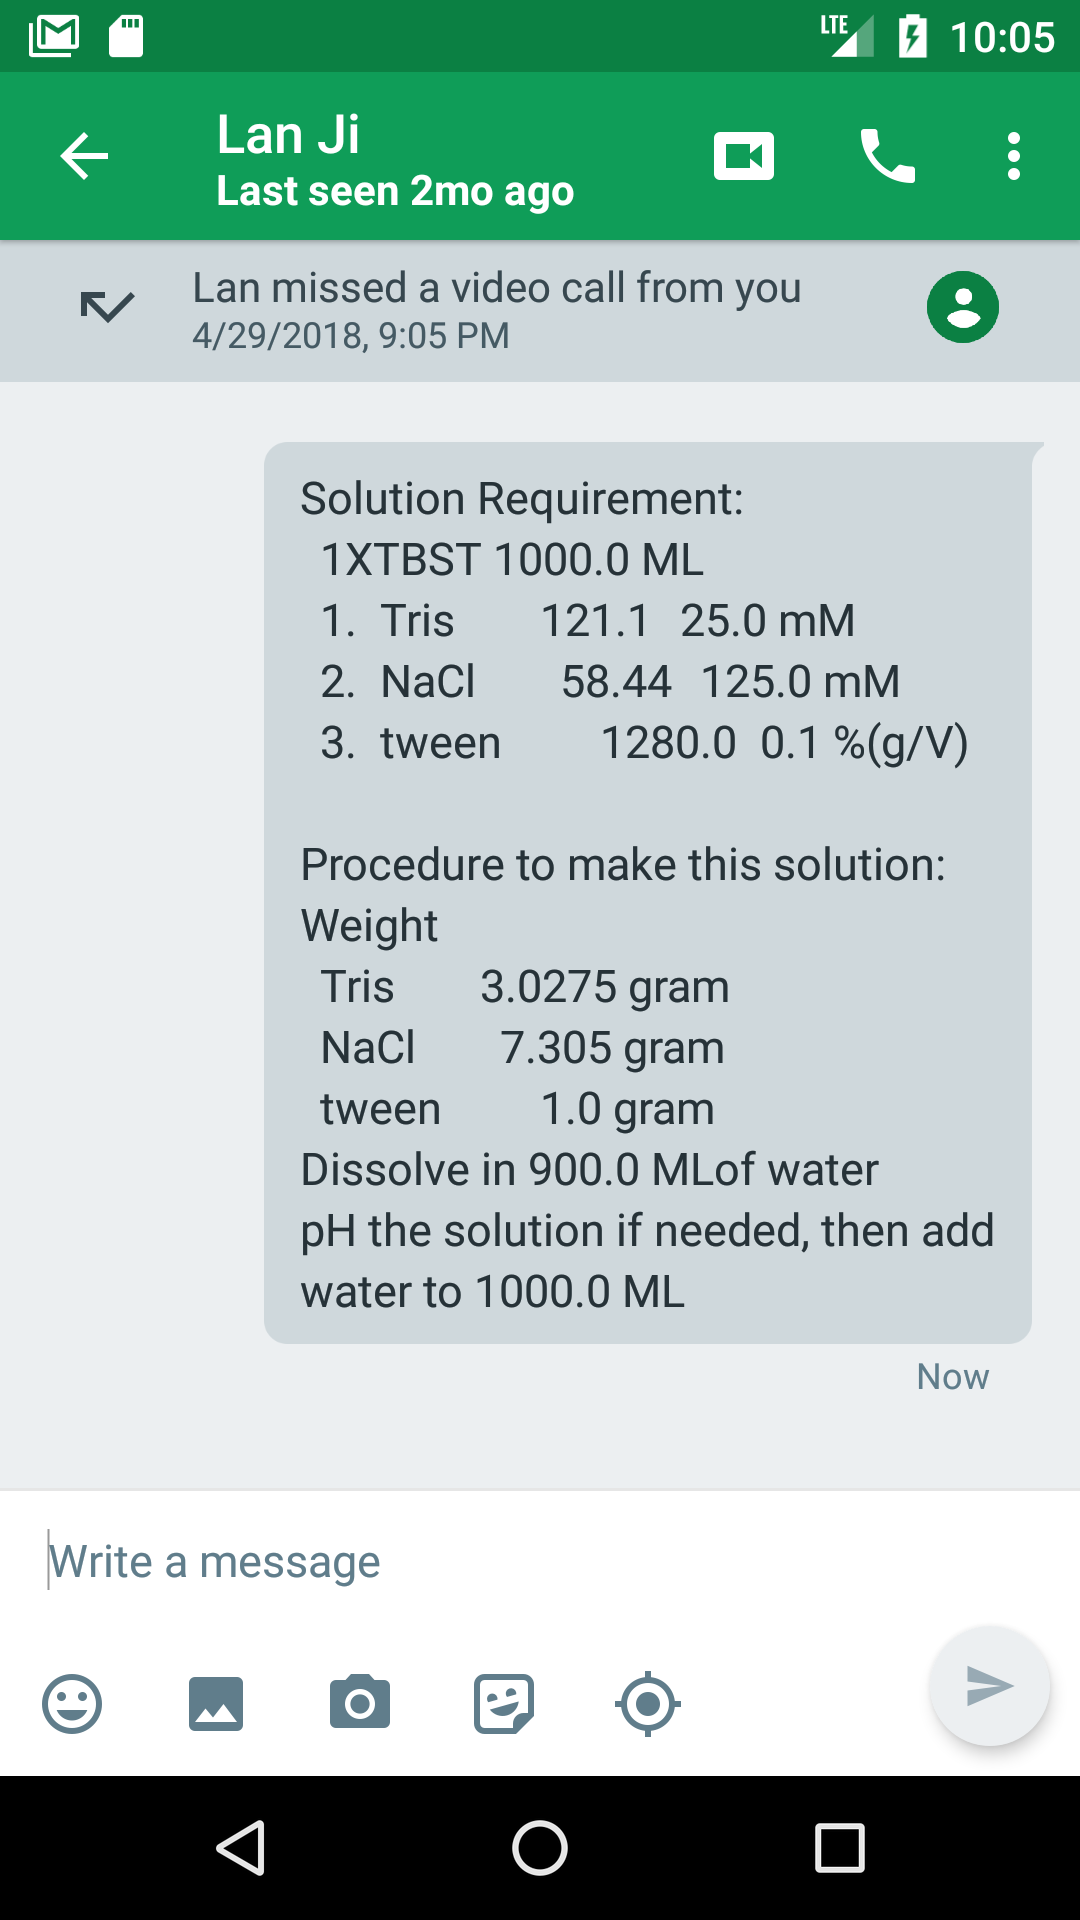 LTE 10:05
Lan Ji
Last seen 2mo ago
Lan missed a video call from you
4/29/2018, 9:05 PM
Solution Requirement:
1XTBST 1000.0 ML
1. Tris 121.1 25.0 mM
2. NaCl 58.44 125.0 mM
3. tween 1280.0 0.1 %(g/V)
Procedure to make this solution:
Weight
Tris 3.0275 gram
NaCl 7.305 gram
tween 1.0 gram
Dissolve in 900.0 MLof water
pH the solution if needed, then add
water to 1000.0 ML
Now
Write a message